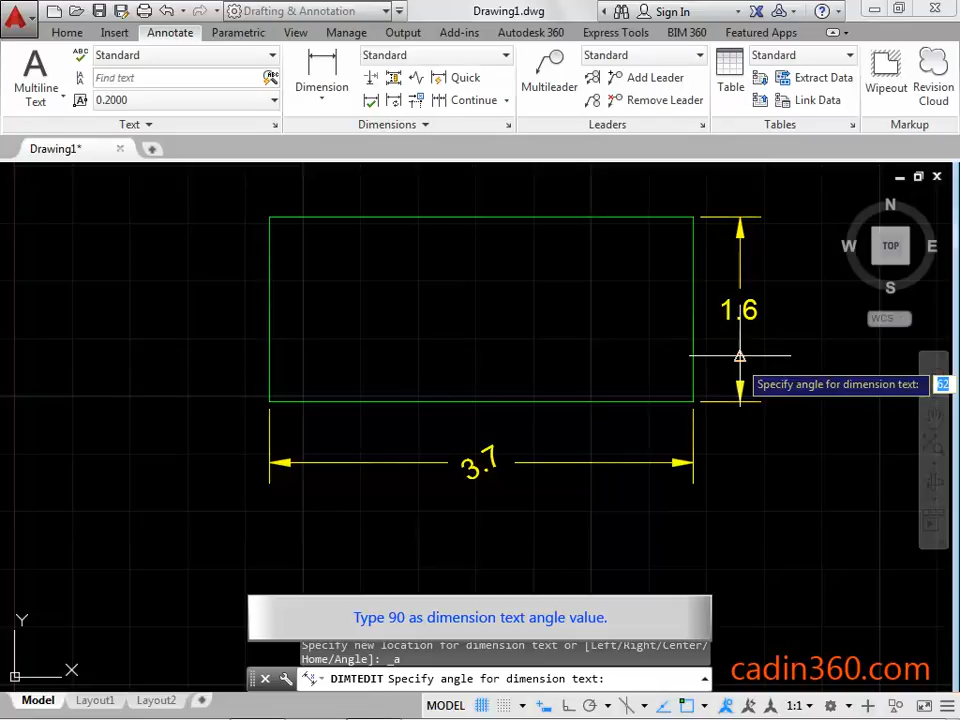 Drafting & Annotation
Drawing1.dwg
Sign In
Home Insert Annotate Parametric View Manage Output Add-ins Autodesk 360 Express Tools BIM 360 Featured Apps
Multiline Text
Standard
Find text
0.2000
Text
Dimension
Standard
Quick
Continue
Dimensions
Multileader
Standard
Add Leader
Remove Leader
Leaders
Table
Standard
Extract Data
Link Data
Tables
Wipeout
Revision Cloud
Markup
Drawing1*
N
W TOP E
S
WCS
1.6
Specify angle for dimension text: 62
3.7
Type 90 as dimension text angle value.
Specify new location for dimension text or [Left/Right/Center/
Home/Angle]: _a
DIMTEDIT Specify angle for dimension text:
Y
X
cadin360.com
Model Layout1 Layout2
MODEL
1:1